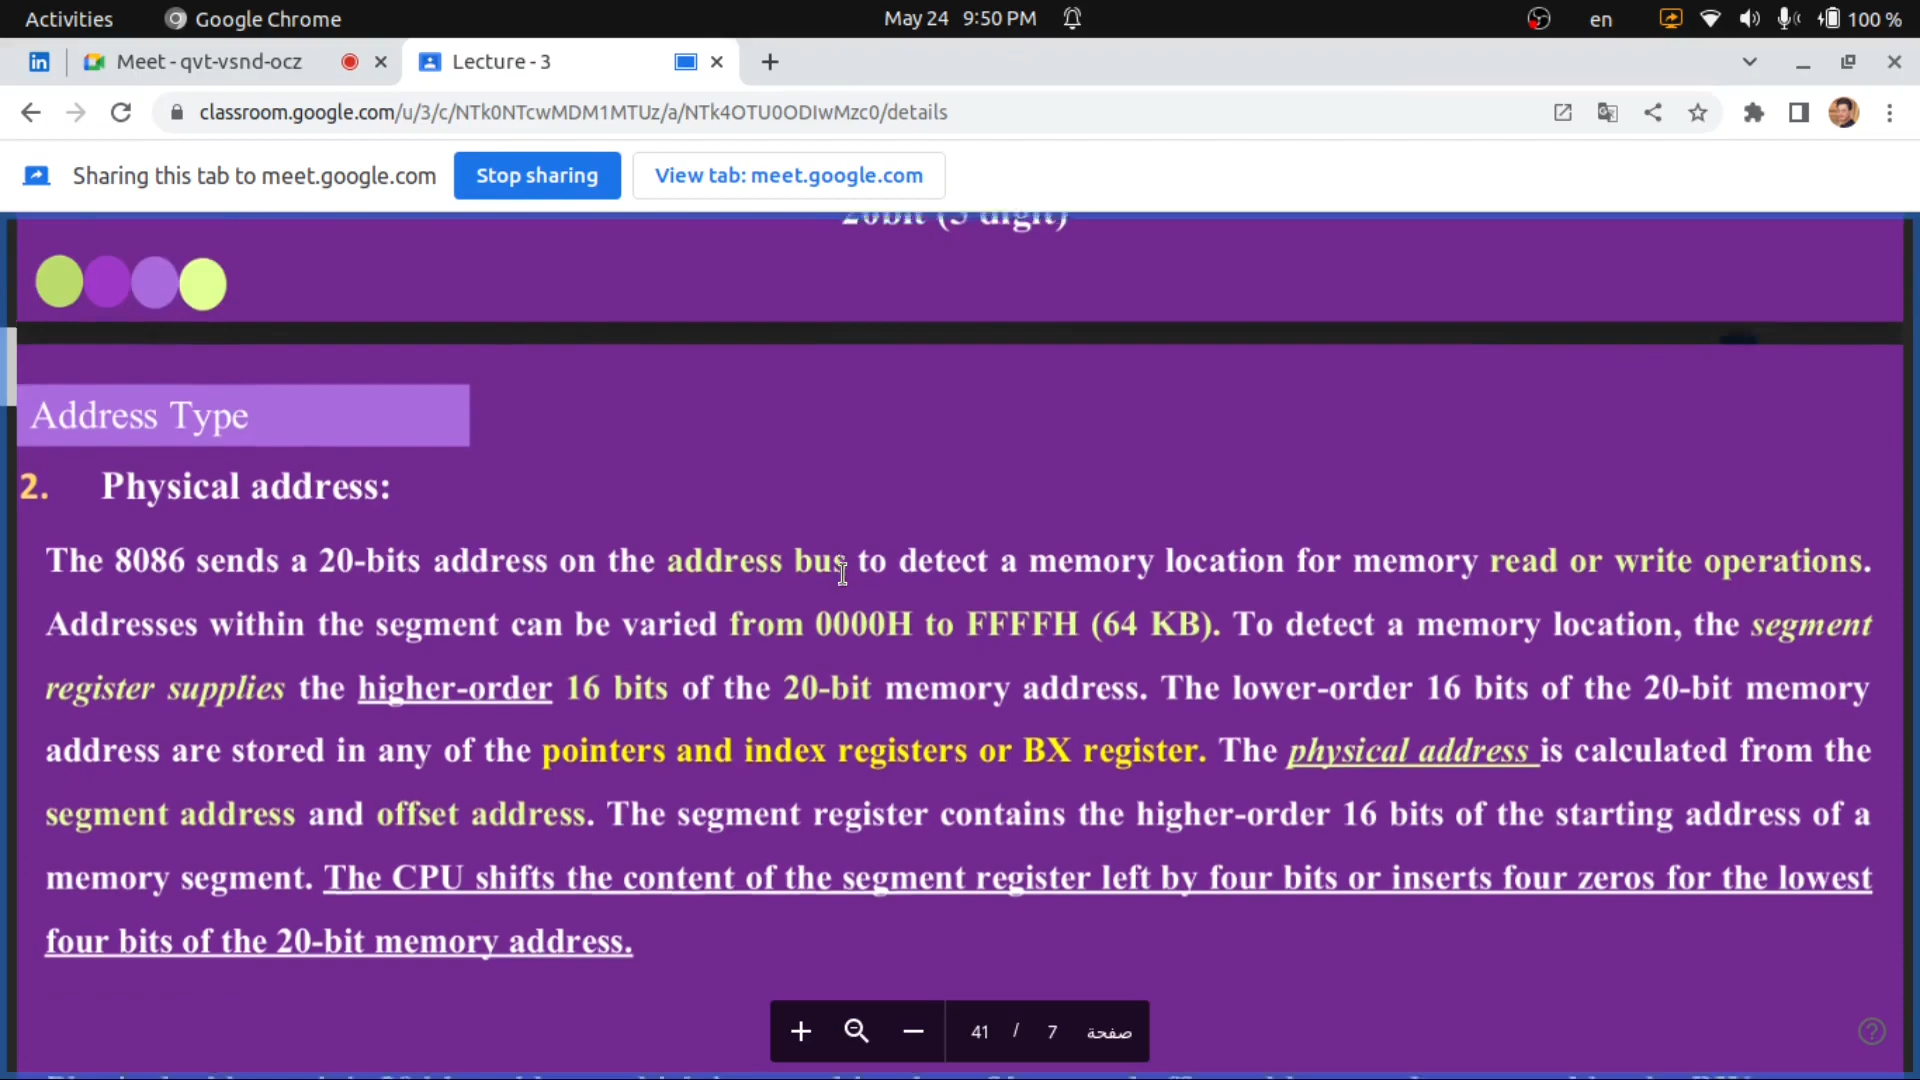 Activities Google Chrome May 24 9:50 PM en 100 %
in Meet - qvt-vsnd-ocz Lecture - 3
classroom.google.com/u/3/c/NTk0NTcwMDM1MTUz/a/NTk4OTU0ODIwMzc0/details
Sharing this tab to meet.google.com Stop sharing View tab: meet.google.com
20bit (5 digit)
Address Type
2. Physical address:
The 8086 sends a 20-bits address on the address bus to detect a memory location for memory read or write operations.
Addresses within the segment can be varied from 0000H to FFFFH (64 KB). To detect a memory location, the segment
register supplies the higher-order 16 bits of the 20-bit memory address. The lower-order 16 bits of the 20-bit memory
address are stored in any of the pointers and index registers or BX register. The physical address is calculated from the
segment address and offset address. The segment register contains the higher-order 16 bits of the starting address of a
memory segment. The CPU shifts the content of the segment register left by four bits or inserts four zeros for the lowest
four bits of the 20-bit memory address.
صفحة 7 / 41